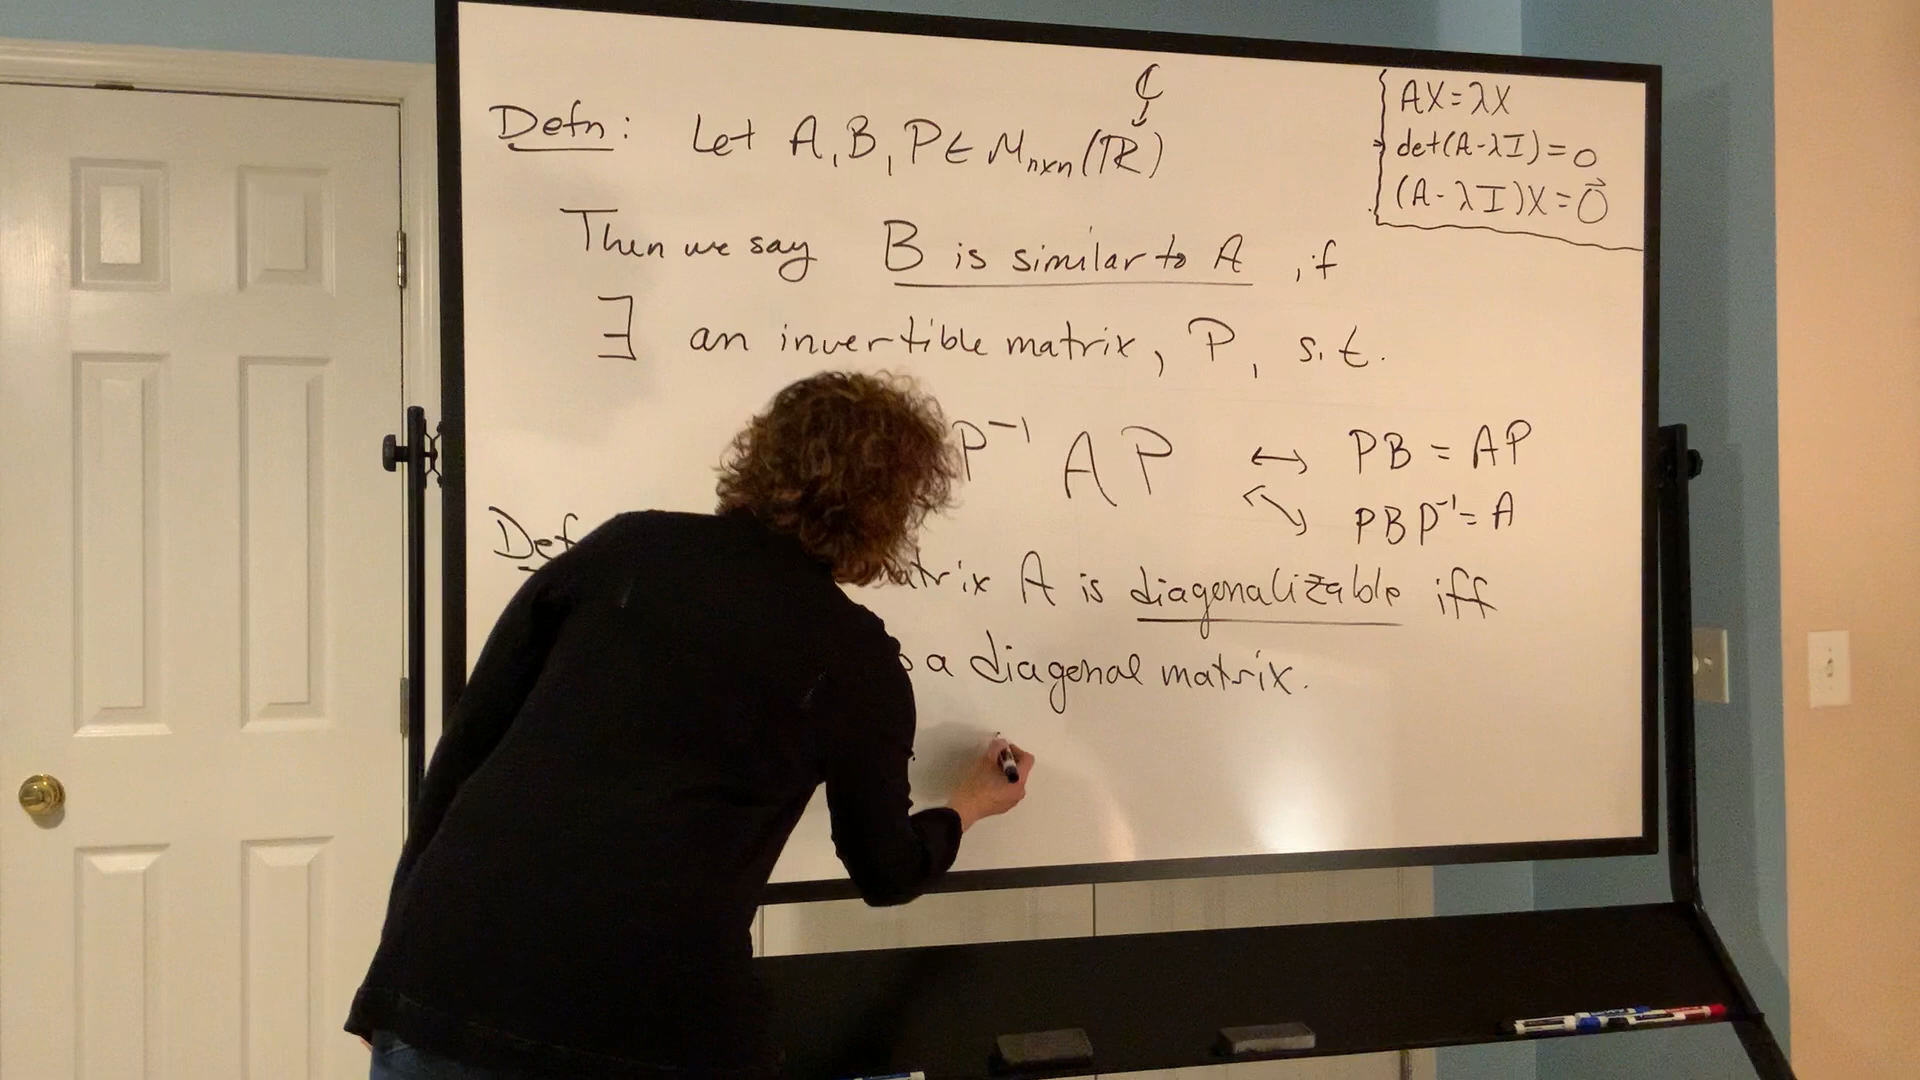 ℂ
↓
Defn: Let A, B, P ∈ Mnxn(ℝ)
Then we say B is similar to A, if
∃ an invertible matrix, P, s.t.
P⁻¹ A P ↔ PB = AP
↔ PBP⁻¹ = A
matrix A is diagonalizable iff
a diagonal matrix.
AX = λX
det(A-λI) = 0
(A-λI)X = 0⃗